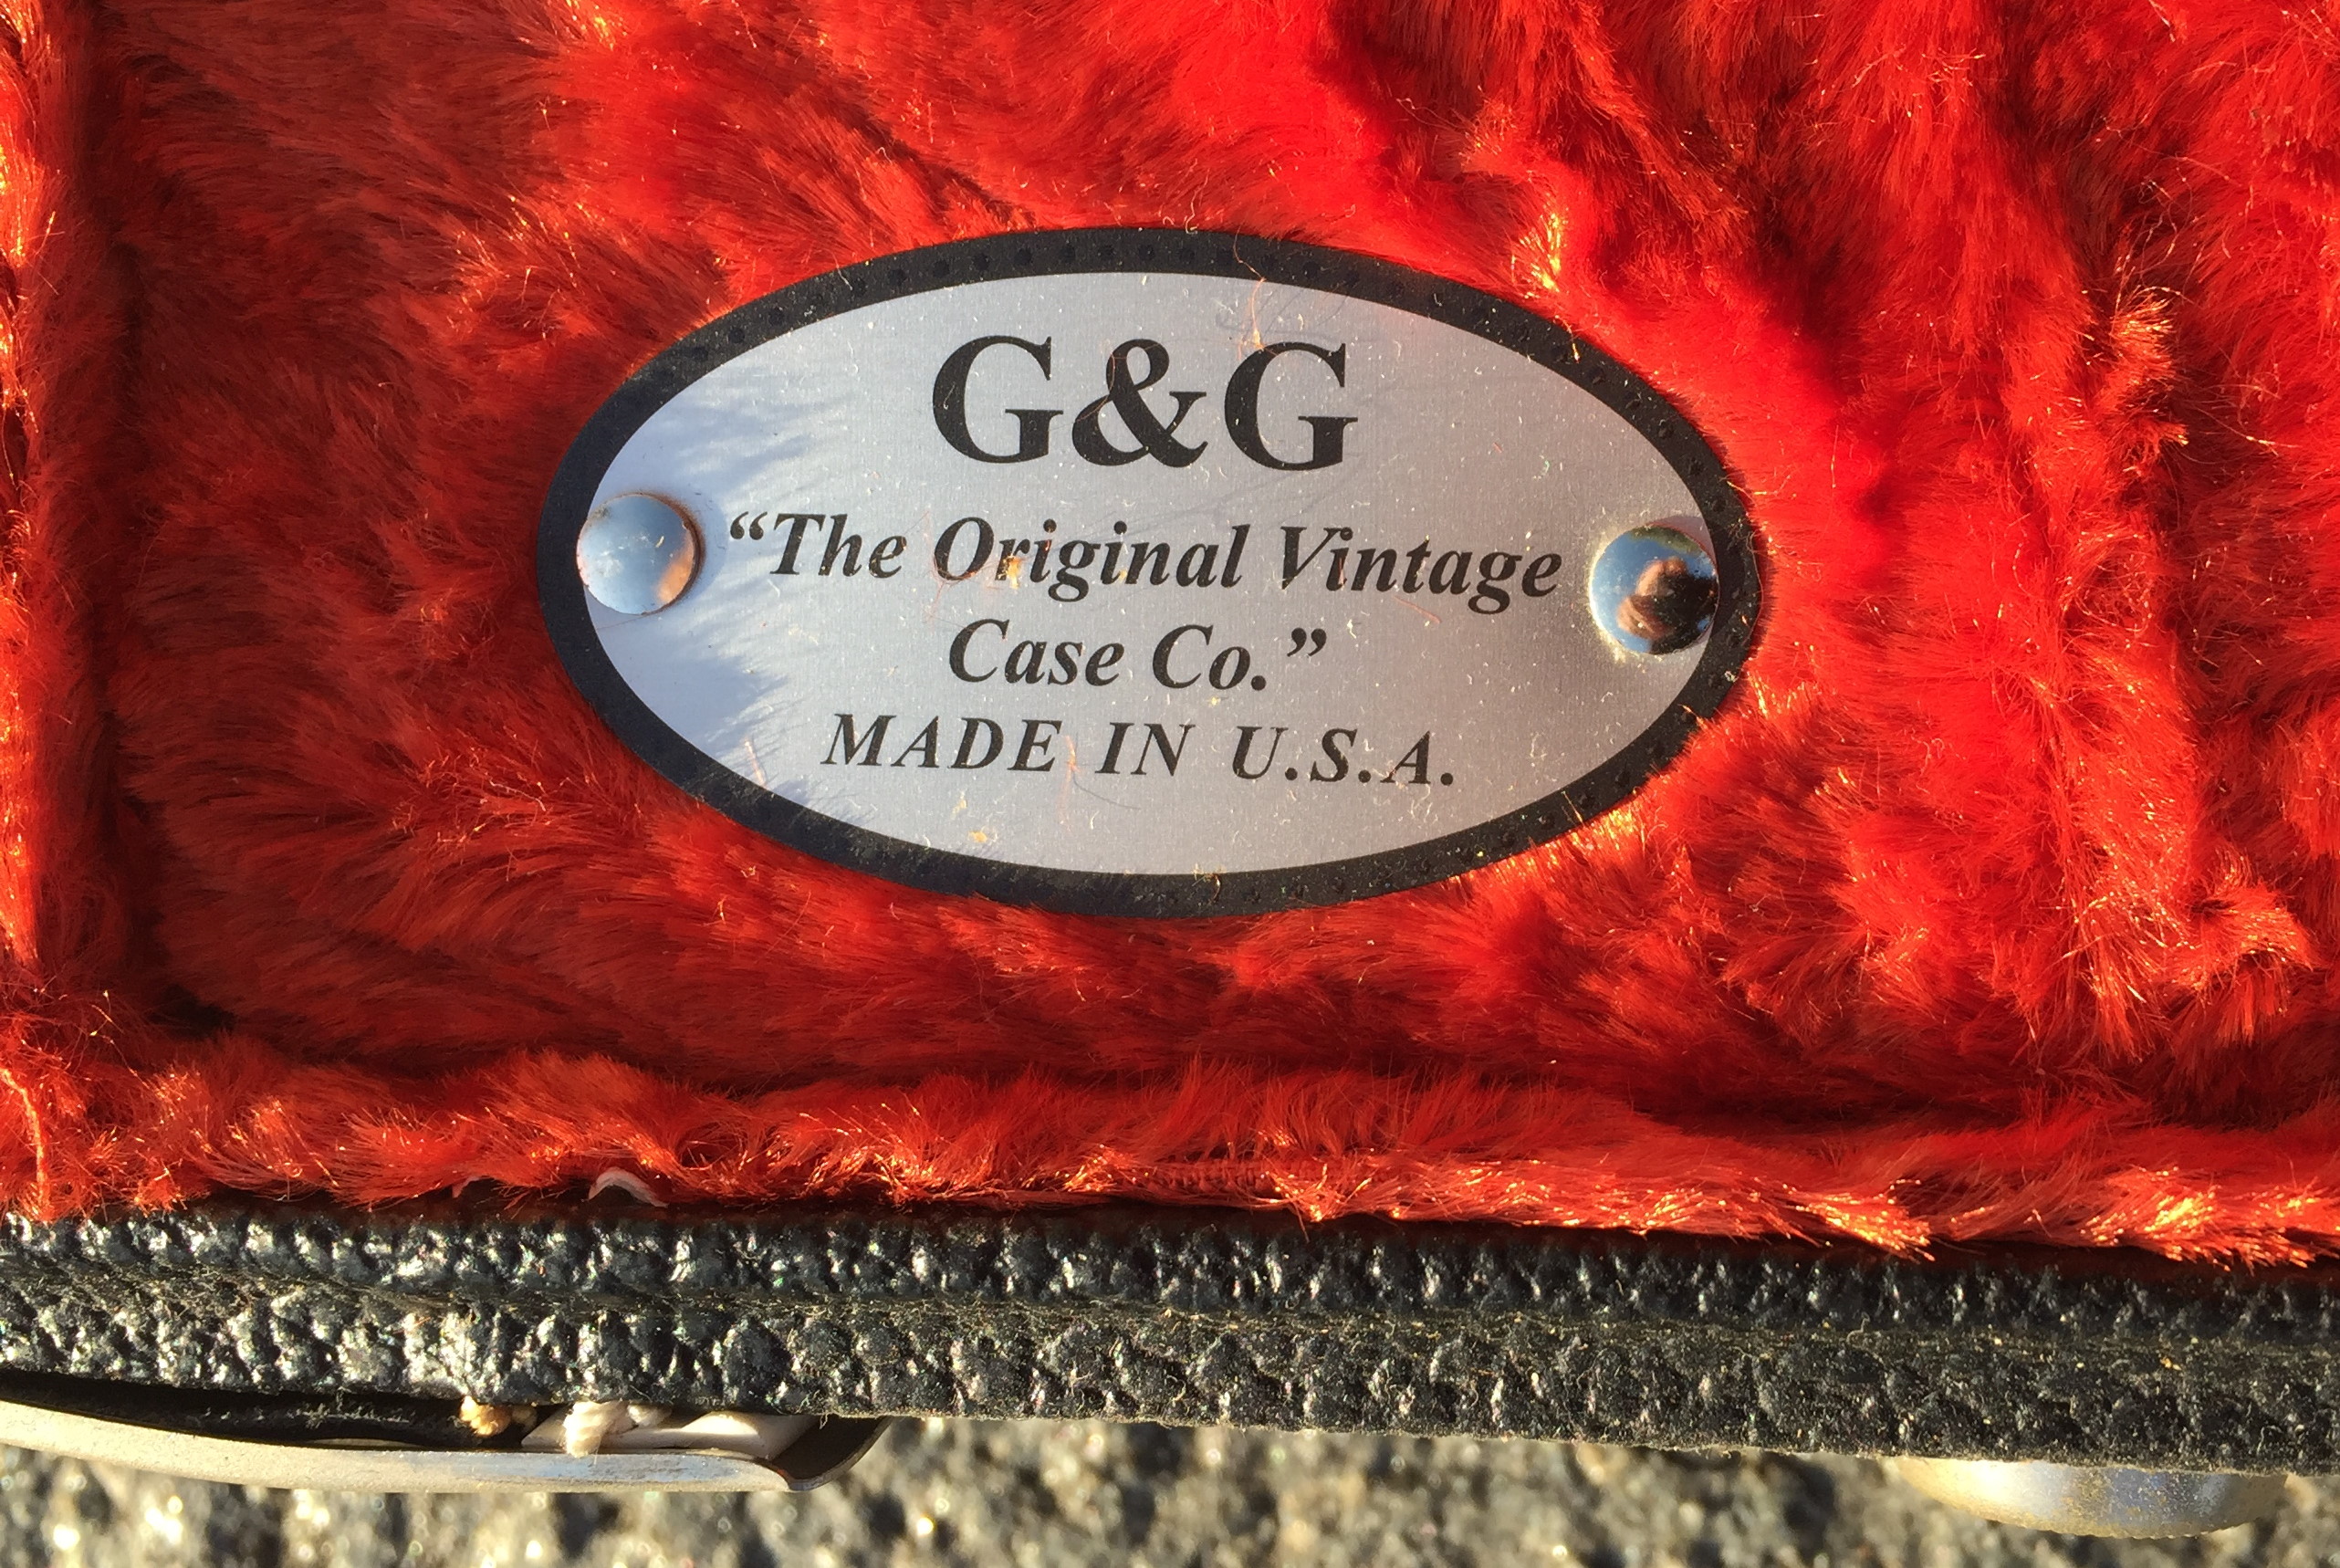 G&G
“The Original Vintage
Case Co.”
MADE IN U.S.A.